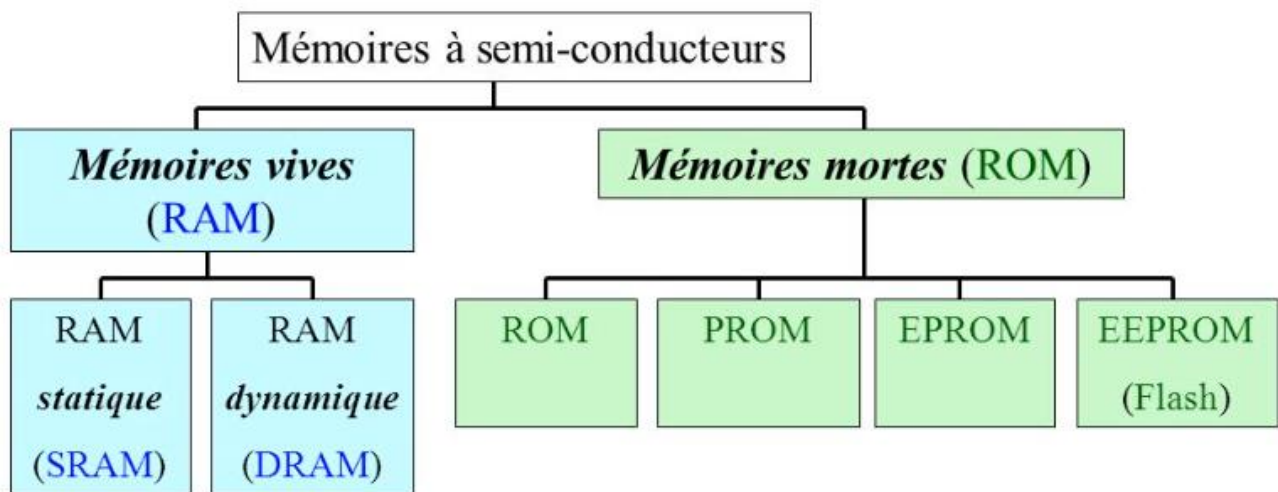 Mémoires à semi-conducteurs
Mémoires vives
(RAM)
Mémoires mortes (ROM)
RAM
statique
(SRAM)
RAM
dynamique
(DRAM)
ROM
PROM
EPROM
EEPROM
(Flash)